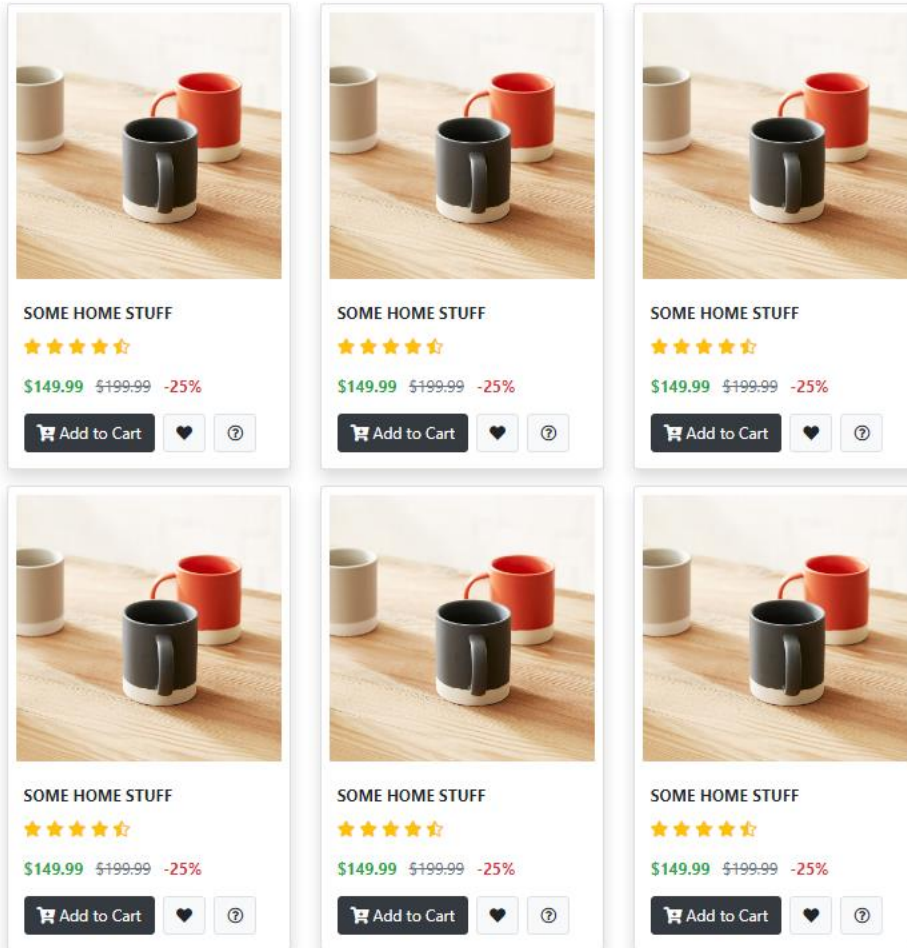 SOME HOME STUFF SOME HOME STUFF SOME HOME STUFF
$149.99 $199.99 -25% $149.99 $199.99 -25% $149.99 $199.99 -25%
Add to Cart Add to Cart Add to Cart
SOME HOME STUFF SOME HOME STUFF SOME HOME STUFF
$149.99 $199.99 -25% $149.99 $199.99 -25% $149.99 $199.99 -25%
Add to Cart Add to Cart Add to Cart